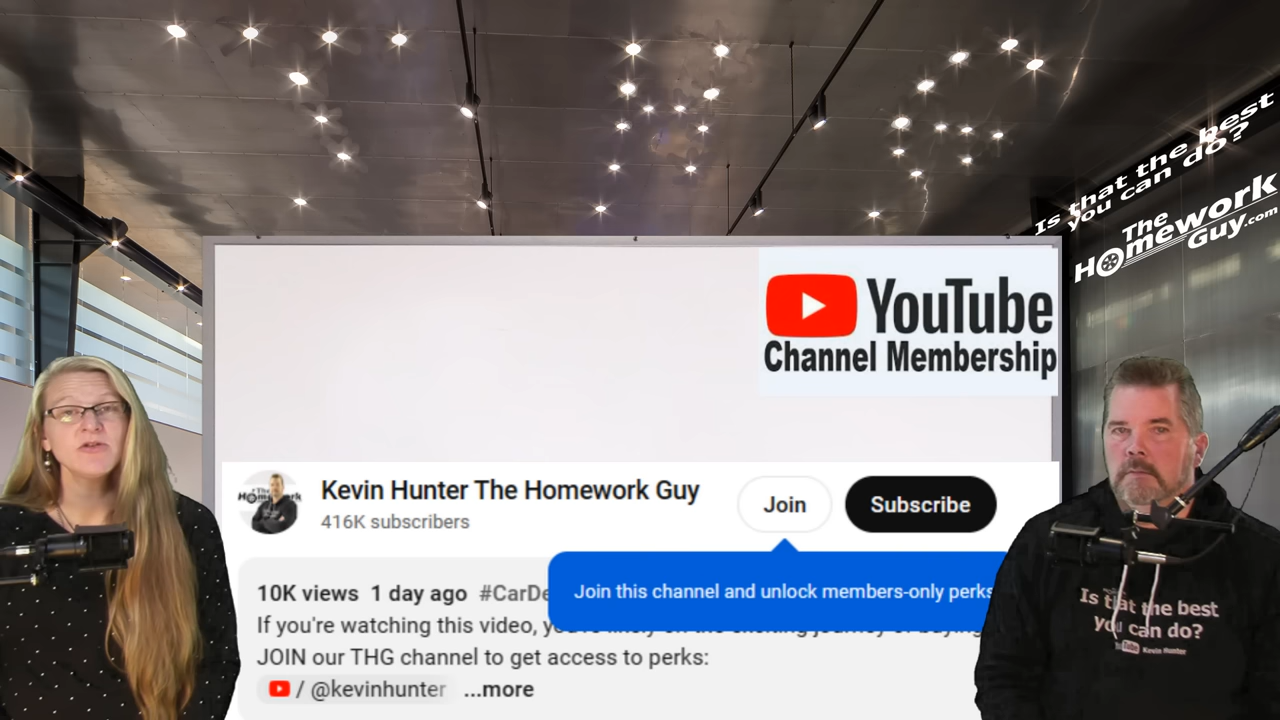 Is that the best
you can do?
The
Homework
Guy.com
YouTube
Channel Membership
Kevin Hunter The Homework Guy
416K subscribers
Join
Subscribe
Join this channel and unlock members-only perks
10K views 1 day ago #CarDe
If you're watching this video,
JOIN our THG channel to get access to perks:
/ @kevinhunter
...more
Is that the best
you can do?
Kevin Hunter